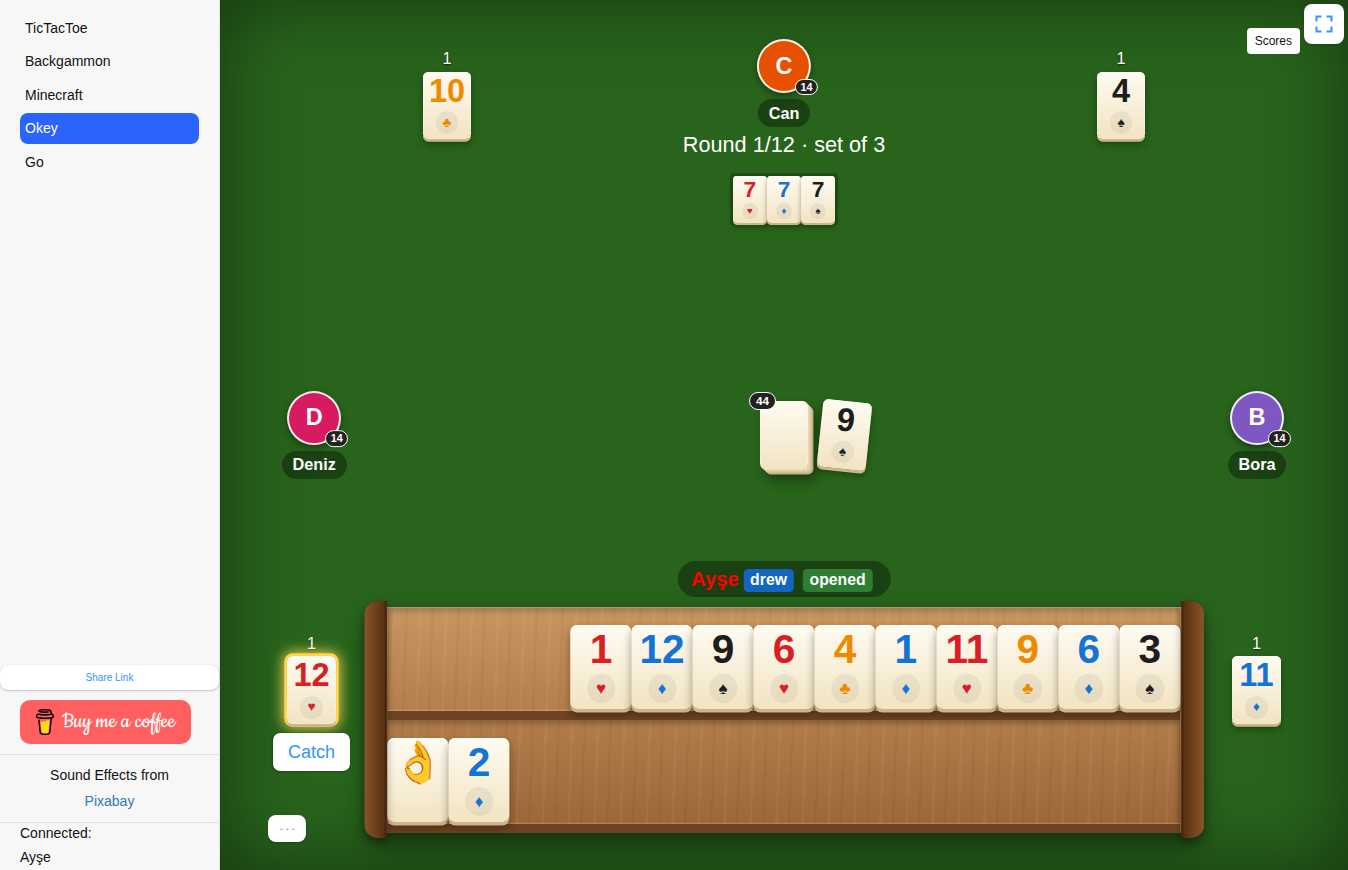 TicTacToe
Backgammon
Minecraft
Okey
Go
Share Link
Buy me a coffee
Sound Effects from
Pixabay
Connected:
Ayşe
Scores
1
10
♣
C
14
Can
1
4
♠
Round 1/12 · set of 3
7 7 7
♥ ♦ ♠
D
14
Deniz
44
9
♠
B
14
Bora
Ayşe drew opened
1
12
♥
Catch
...
1 12 9 6 4 1 11 9 6 3
♥ ♦ ♠ ♥ ♣ ♦ ♥ ♣ ♦ ♠
👌 2
♦
1
11
♦